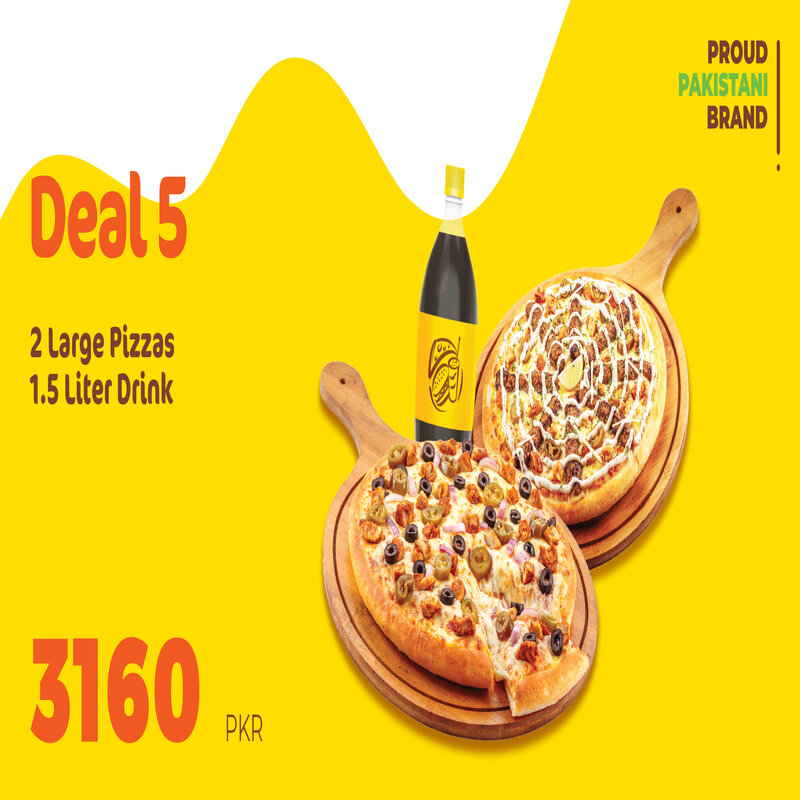 PROUD
PAKISTANI
BRAND
Deal 5
2 Large Pizzas
1.5 Liter Drink
3160 PKR